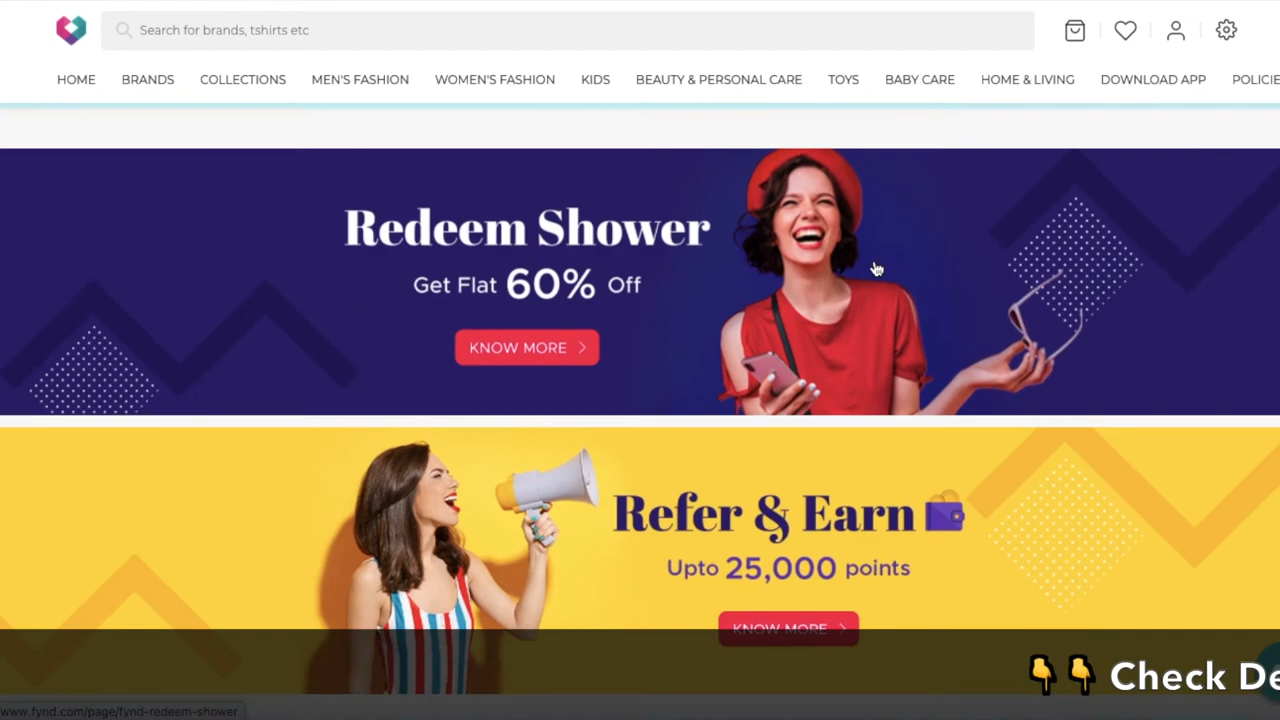 Search for brands, tshirts etc
HOME BRANDS COLLECTIONS MEN'S FASHION WOMEN'S FASHION KIDS BEAUTY & PERSONAL CARE TOYS BABY CARE HOME & LIVING DOWNLOAD APP POLICIE
Redeem Shower
Get Flat 60% Off
KNOW MORE
Refer & Earn
Upto 25,000 points
KNOW MORE
👇👇 Check De
www.fynd.com/page/fynd-redeem-shower